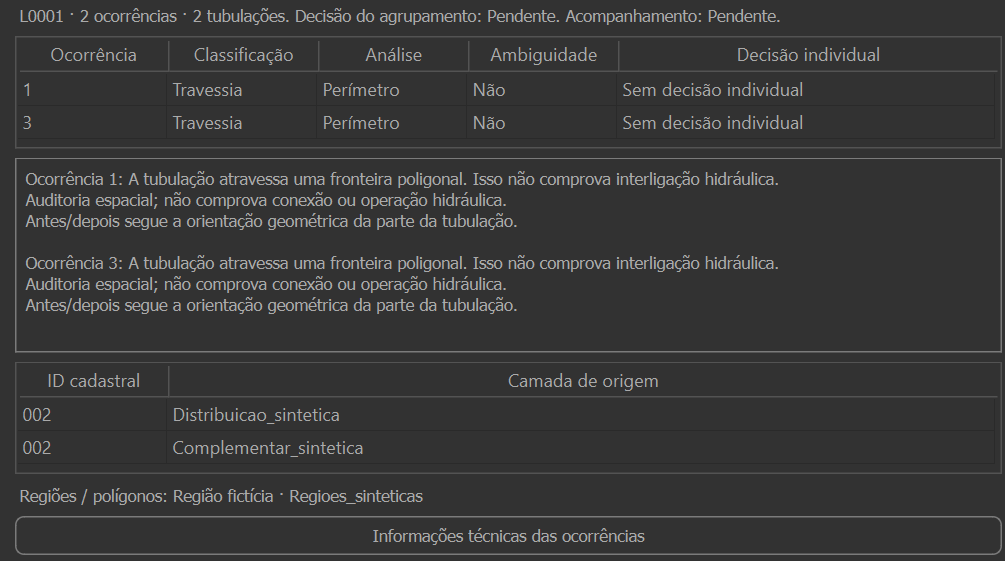 L0001 · 2 ocorrências · 2 tubulações. Decisão do agrupamento: Pendente. Acompanhamento: Pendente.
Ocorrência Classificação Análise Ambiguidade Decisão individual
1 Travessia Perímetro Não Sem decisão individual
3 Travessia Perímetro Não Sem decisão individual
Ocorrência 1: A tubulação atravessa uma fronteira poligonal. Isso não comprova interligação hidráulica.
Auditoria espacial; não comprova conexão ou operação hidráulica.
Antes/depois segue a orientação geométrica da parte da tubulação.
Ocorrência 3: A tubulação atravessa uma fronteira poligonal. Isso não comprova interligação hidráulica.
Auditoria espacial; não comprova conexão ou operação hidráulica.
Antes/depois segue a orientação geométrica da parte da tubulação.
ID cadastral Camada de origem
002 Distribuicao_sintetica
002 Complementar_sintetica
Regiões / polígonos: Região fictícia · Regioes_sinteticas
Informações técnicas das ocorrências